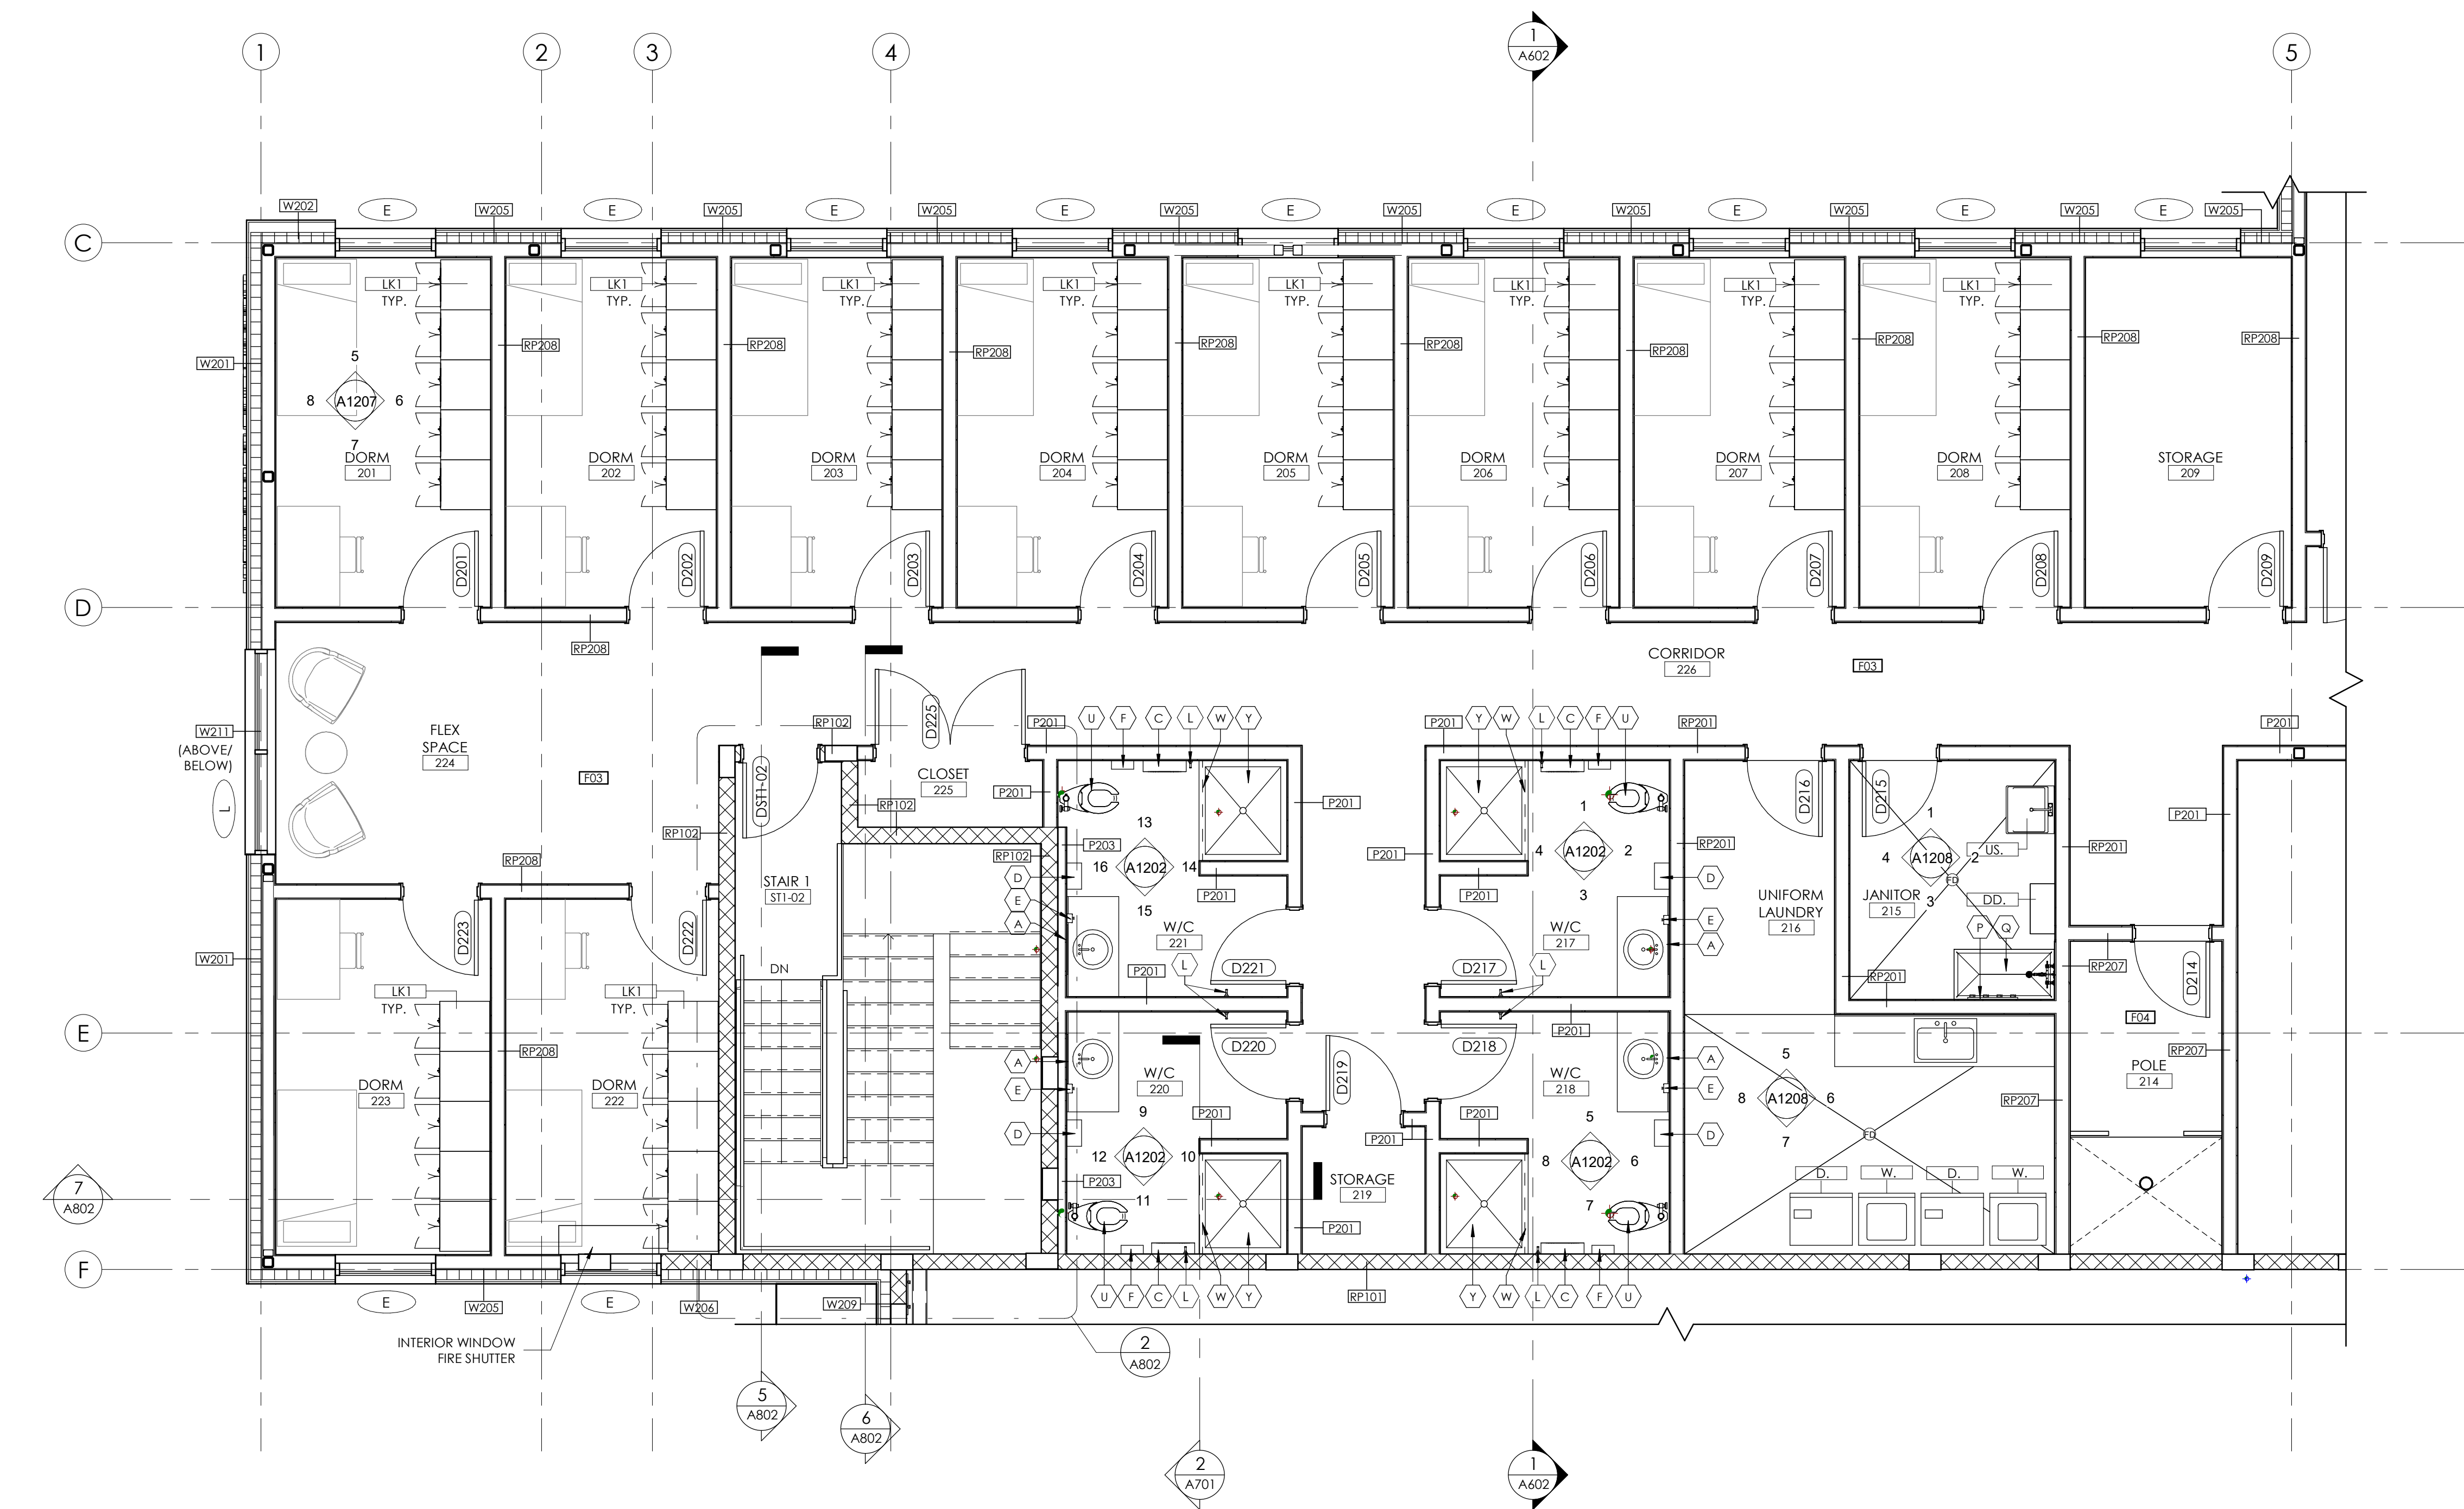 1
2
3
4
1
A602
5
W202
E
W205
E
W205
E
W205
E
W205
E
W205
E
W205
E
W205
E
W205
E
W205
C
LK1
TYP.
LK1
TYP.
LK1
TYP.
LK1
TYP.
LK1
TYP.
LK1
TYP.
LK1
TYP.
LK1
TYP.
W201
RP208
RP208
RP208
RP208
RP208
RP208
RP208
RP208
RP208
5
8
A1207
6
7
DORM
201
DORM
202
DORM
203
DORM
204
DORM
205
DORM
206
DORM
207
DORM
208
STORAGE
209
D201
D202
D203
D204
D205
D206
D207
D208
D209
D
RP208
CORRIDOR
226
F03
W211
(ABOVE/
BELOW)
L
FLEX
SPACE
224
F03
RP102
D225
P201
U
F
C
L
W
Y
P201
Y
W
L
C
F
U
RP201
P201
DST1-02
CLOSET
225
P201
RP102
RP102
P201
P201
D216
D215
P201
RP208
RP102
P203
13
16
A1202
14
15
P201
P201
P201
1
4
A1202
2
3
RP201
1
4
A1208
2
3
US.
FD
RP201
STAIR 1
ST1-02
D
E
A
D
E
A
W/C
221
W/C
217
UNIFORM
LAUNDRY
216
JANITOR
215
DD.
P
Q
D223
D222
W201
DN
L
P201
D221
D217
L
RP201
RP207
D214
LK1
TYP.
LK1
TYP.
E
RP208
P201
F04
D220
D218
D219
A
E
D
A
E
D
W/C
220
W/C
218
RP207
POLE
214
DORM
223
DORM
222
9
12
A1202
10
11
P201
P201
P201
5
8
A1202
6
7
5
8
A1208
6
7
RP207
FD
P203
STORAGE
219
P201
D.
W.
D.
W.
7
A802
F
E
W205
E
W206
W209
U
F
C
L
W
Y
RP101
Y
W
L
C
F
U
INTERIOR WINDOW
FIRE SHUTTER
2
A802
5
A802
6
A802
2
A701
1
A602